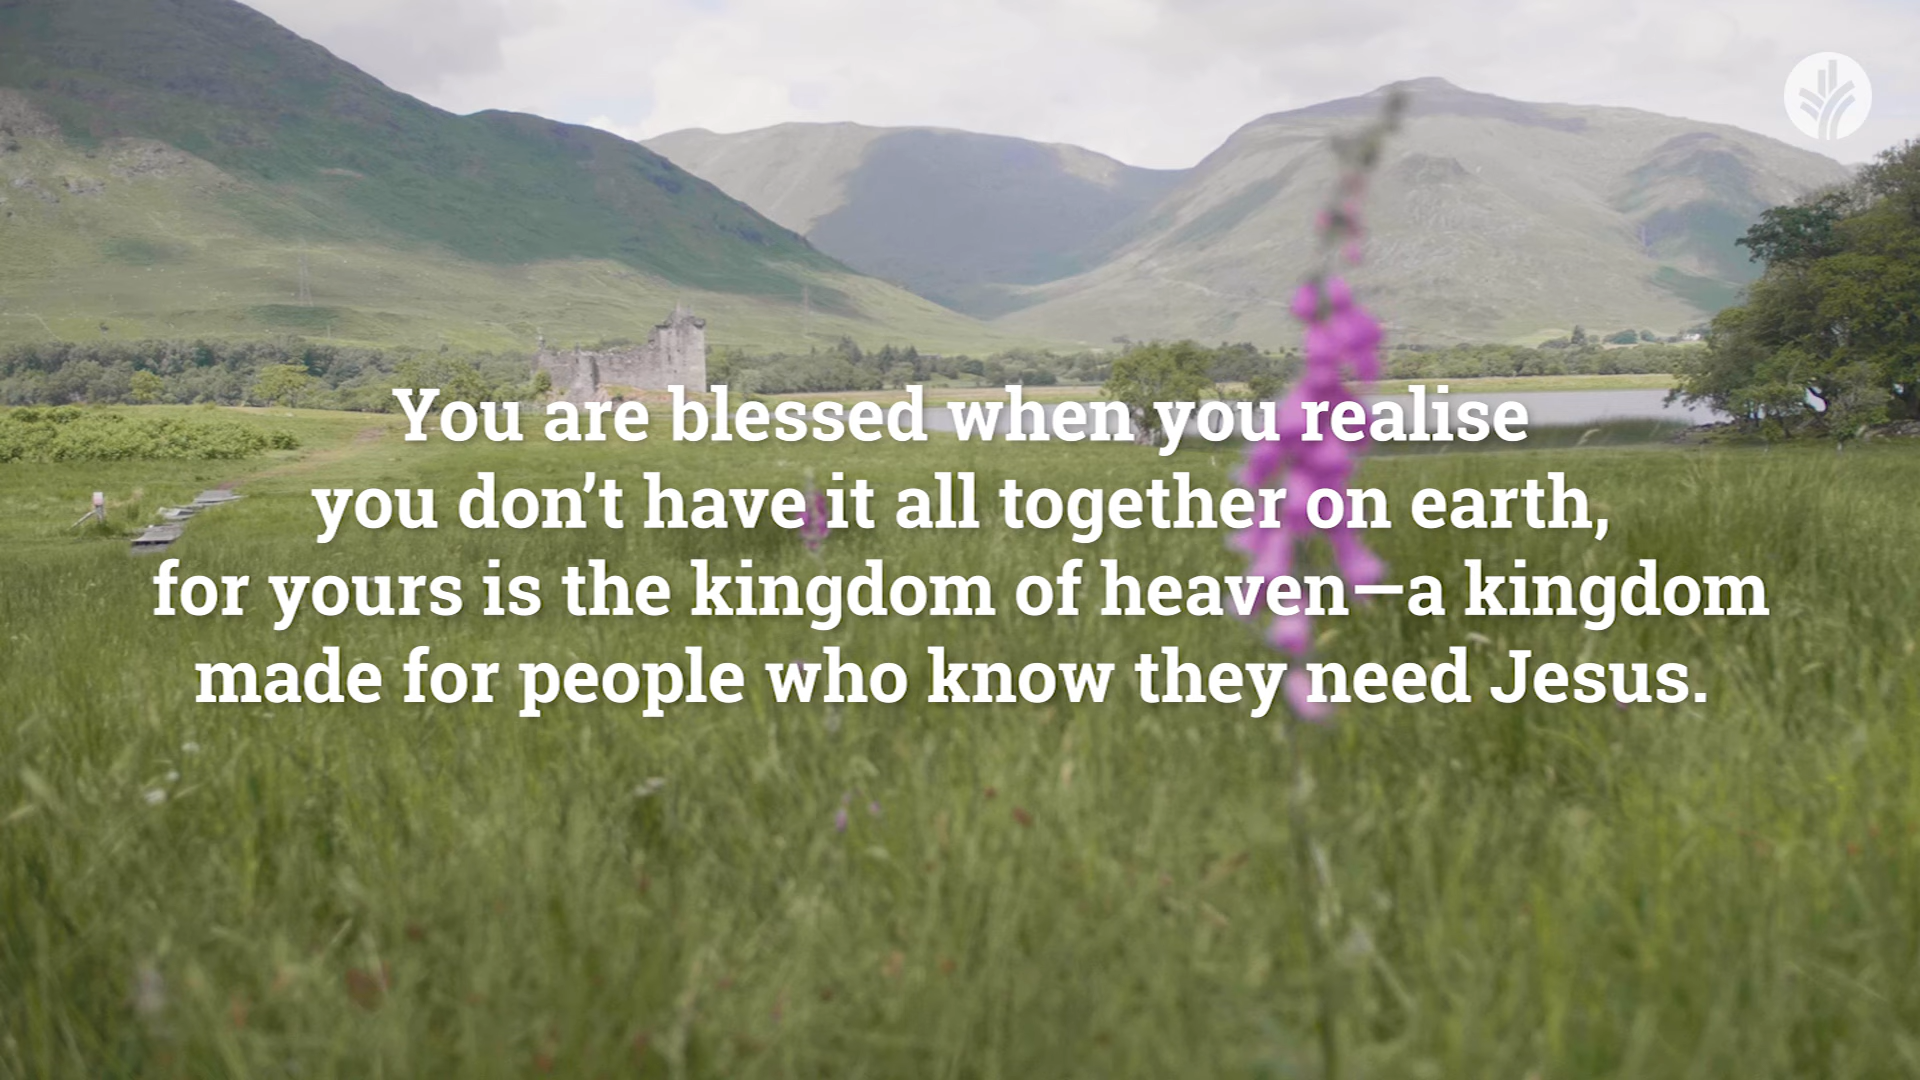 You are blessed when you realise
you don’t have it all together on earth,
for yours is the kingdom of heaven—a kingdom
made for people who know they need Jesus.